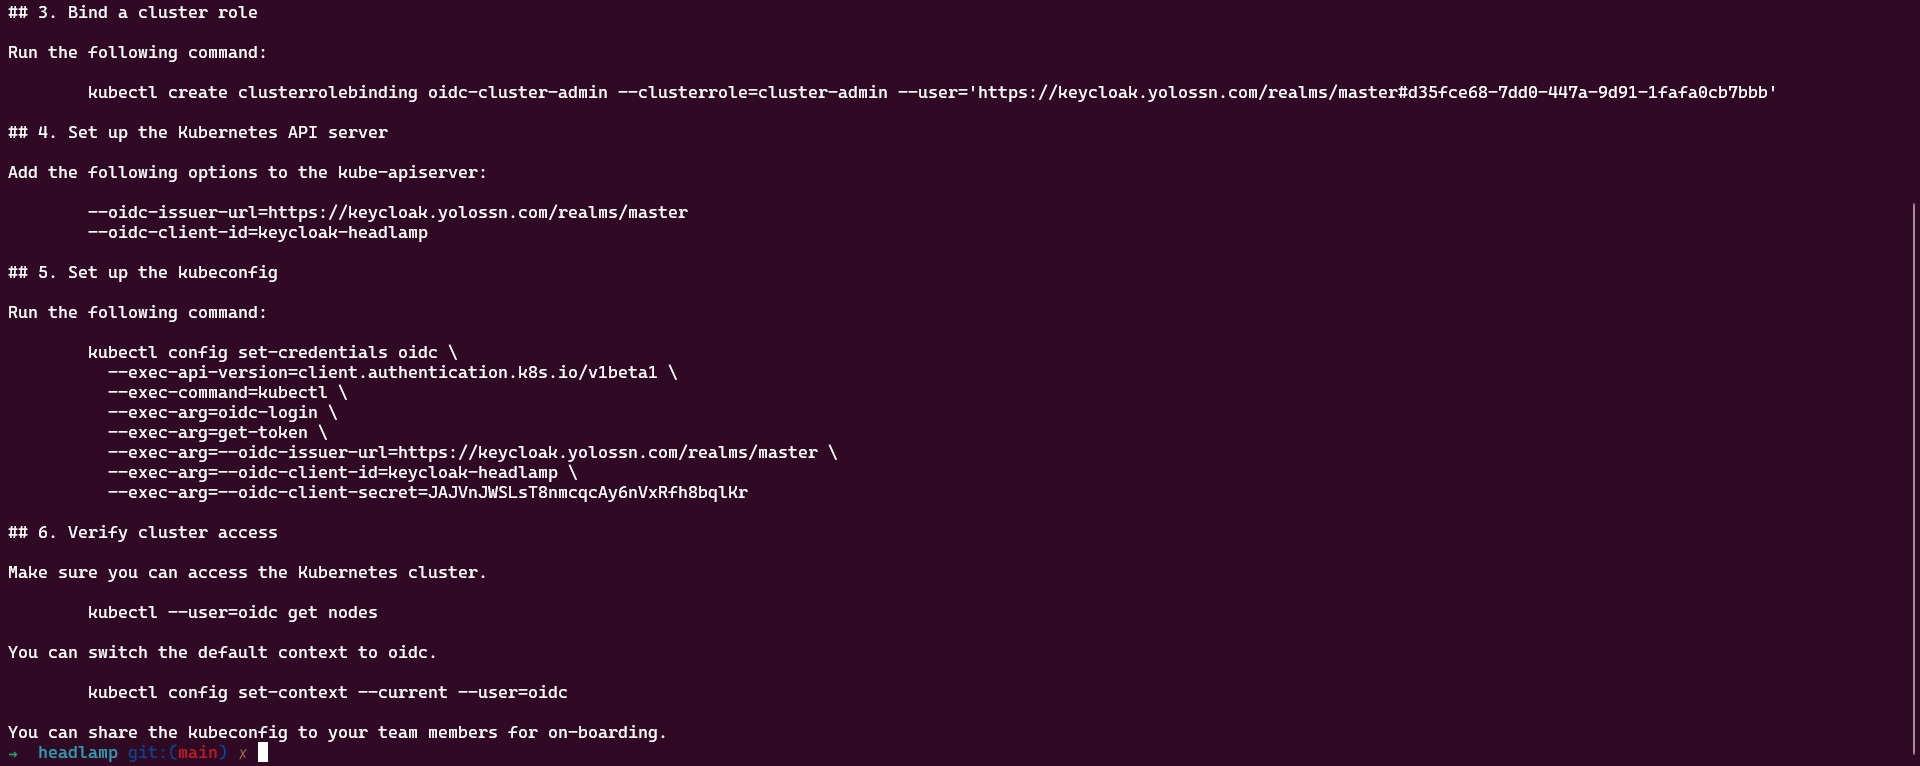 ## 3. Bind a cluster role
Run the following command:
kubectl create clusterrolebinding oidc-cluster-admin --clusterrole=cluster-admin --user='https://keycloak.yolossn.com/realms/master#d35fce68-7dd0-447a-9d91-1fafa0cb7bbb'
## 4. Set up the Kubernetes API server
Add the following options to the kube-apiserver:
--oidc-issuer-url=https://keycloak.yolossn.com/realms/master
--oidc-client-id=keycloak-headlamp
## 5. Set up the kubeconfig
Run the following command:
kubectl config set-credentials oidc \
--exec-api-version=client.authentication.k8s.io/v1beta1 \
--exec-command=kubectl \
--exec-arg=oidc-login \
--exec-arg=get-token \
--exec-arg=--oidc-issuer-url=https://keycloak.yolossn.com/realms/master \
--exec-arg=--oidc-client-id=keycloak-headlamp \
--exec-arg=--oidc-client-secret=JAJVnJWSLsT8nmcqcAy6nVxRfh8bqlKr
## 6. Verify cluster access
Make sure you can access the Kubernetes cluster.
kubectl --user=oidc get nodes
You can switch the default context to oidc.
kubectl config set-context --current --user=oidc
You can share the kubeconfig to your team members for on-boarding.
→ headlamp git:(main) ✗